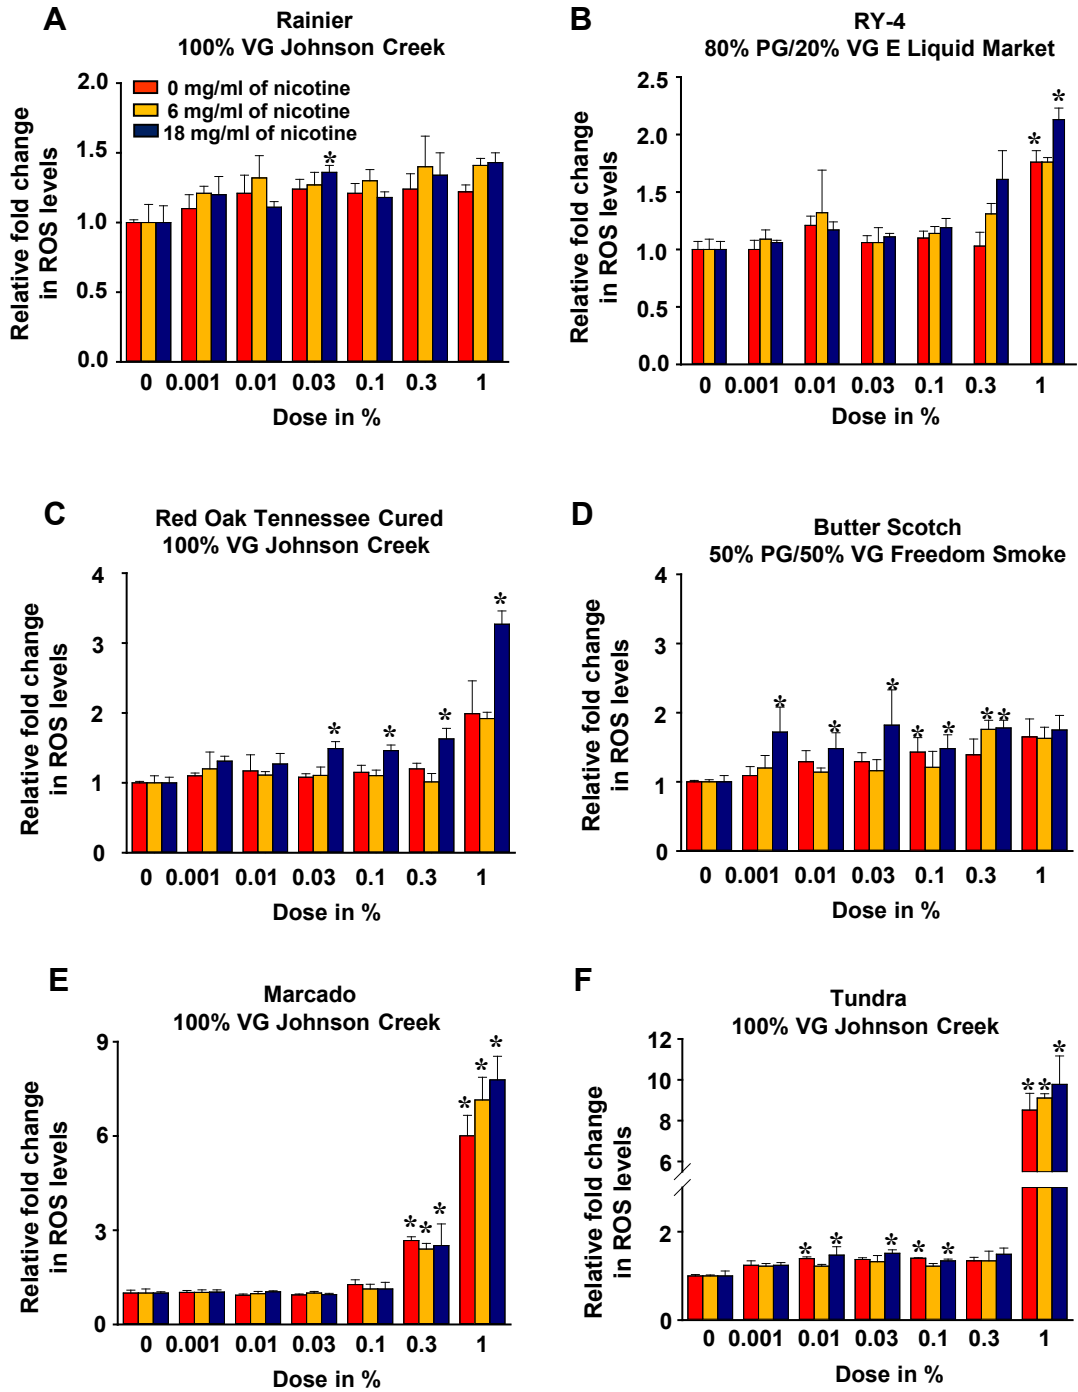 A
Rainier
100% VG Johnson Creek
Relative fold change
in ROS levels
2.0
1.5
1.0
0.5
0.0
0 mg/ml of nicotine
6 mg/ml of nicotine
18 mg/ml of nicotine
*
0 0.001 0.01 0.03 0.1 0.3 1
Dose in %
B
RY-4
80% PG/20% VG E Liquid Market
Relative fold change
in ROS levels
2.5
2.0
1.5
1.0
0.5
0.0
* *
0 0.001 0.01 0.03 0.1 0.3 1
Dose in %
C
Red Oak Tennessee Cured
100% VG Johnson Creek
Relative fold change
in ROS levels
4
3
2
1
0
* * * *
0 0.001 0.01 0.03 0.1 0.3 1
Dose in %
D
Butter Scotch
50% PG/50% VG Freedom Smoke
Relative fold change
in ROS levels
4
3
2
1
0
* * * * * * *
0 0.001 0.01 0.03 0.1 0.3 1
Dose in %
E
Marcado
100% VG Johnson Creek
Relative fold change
in ROS levels
9
6
3
0
* * * * * *
0 0.001 0.01 0.03 0.1 0.3 1
Dose in %
F
Tundra
100% VG Johnson Creek
Relative fold change
in ROS levels
12
10
8
6
2
0
* * * * * * * *
0 0.001 0.01 0.03 0.1 0.3 1
Dose in %